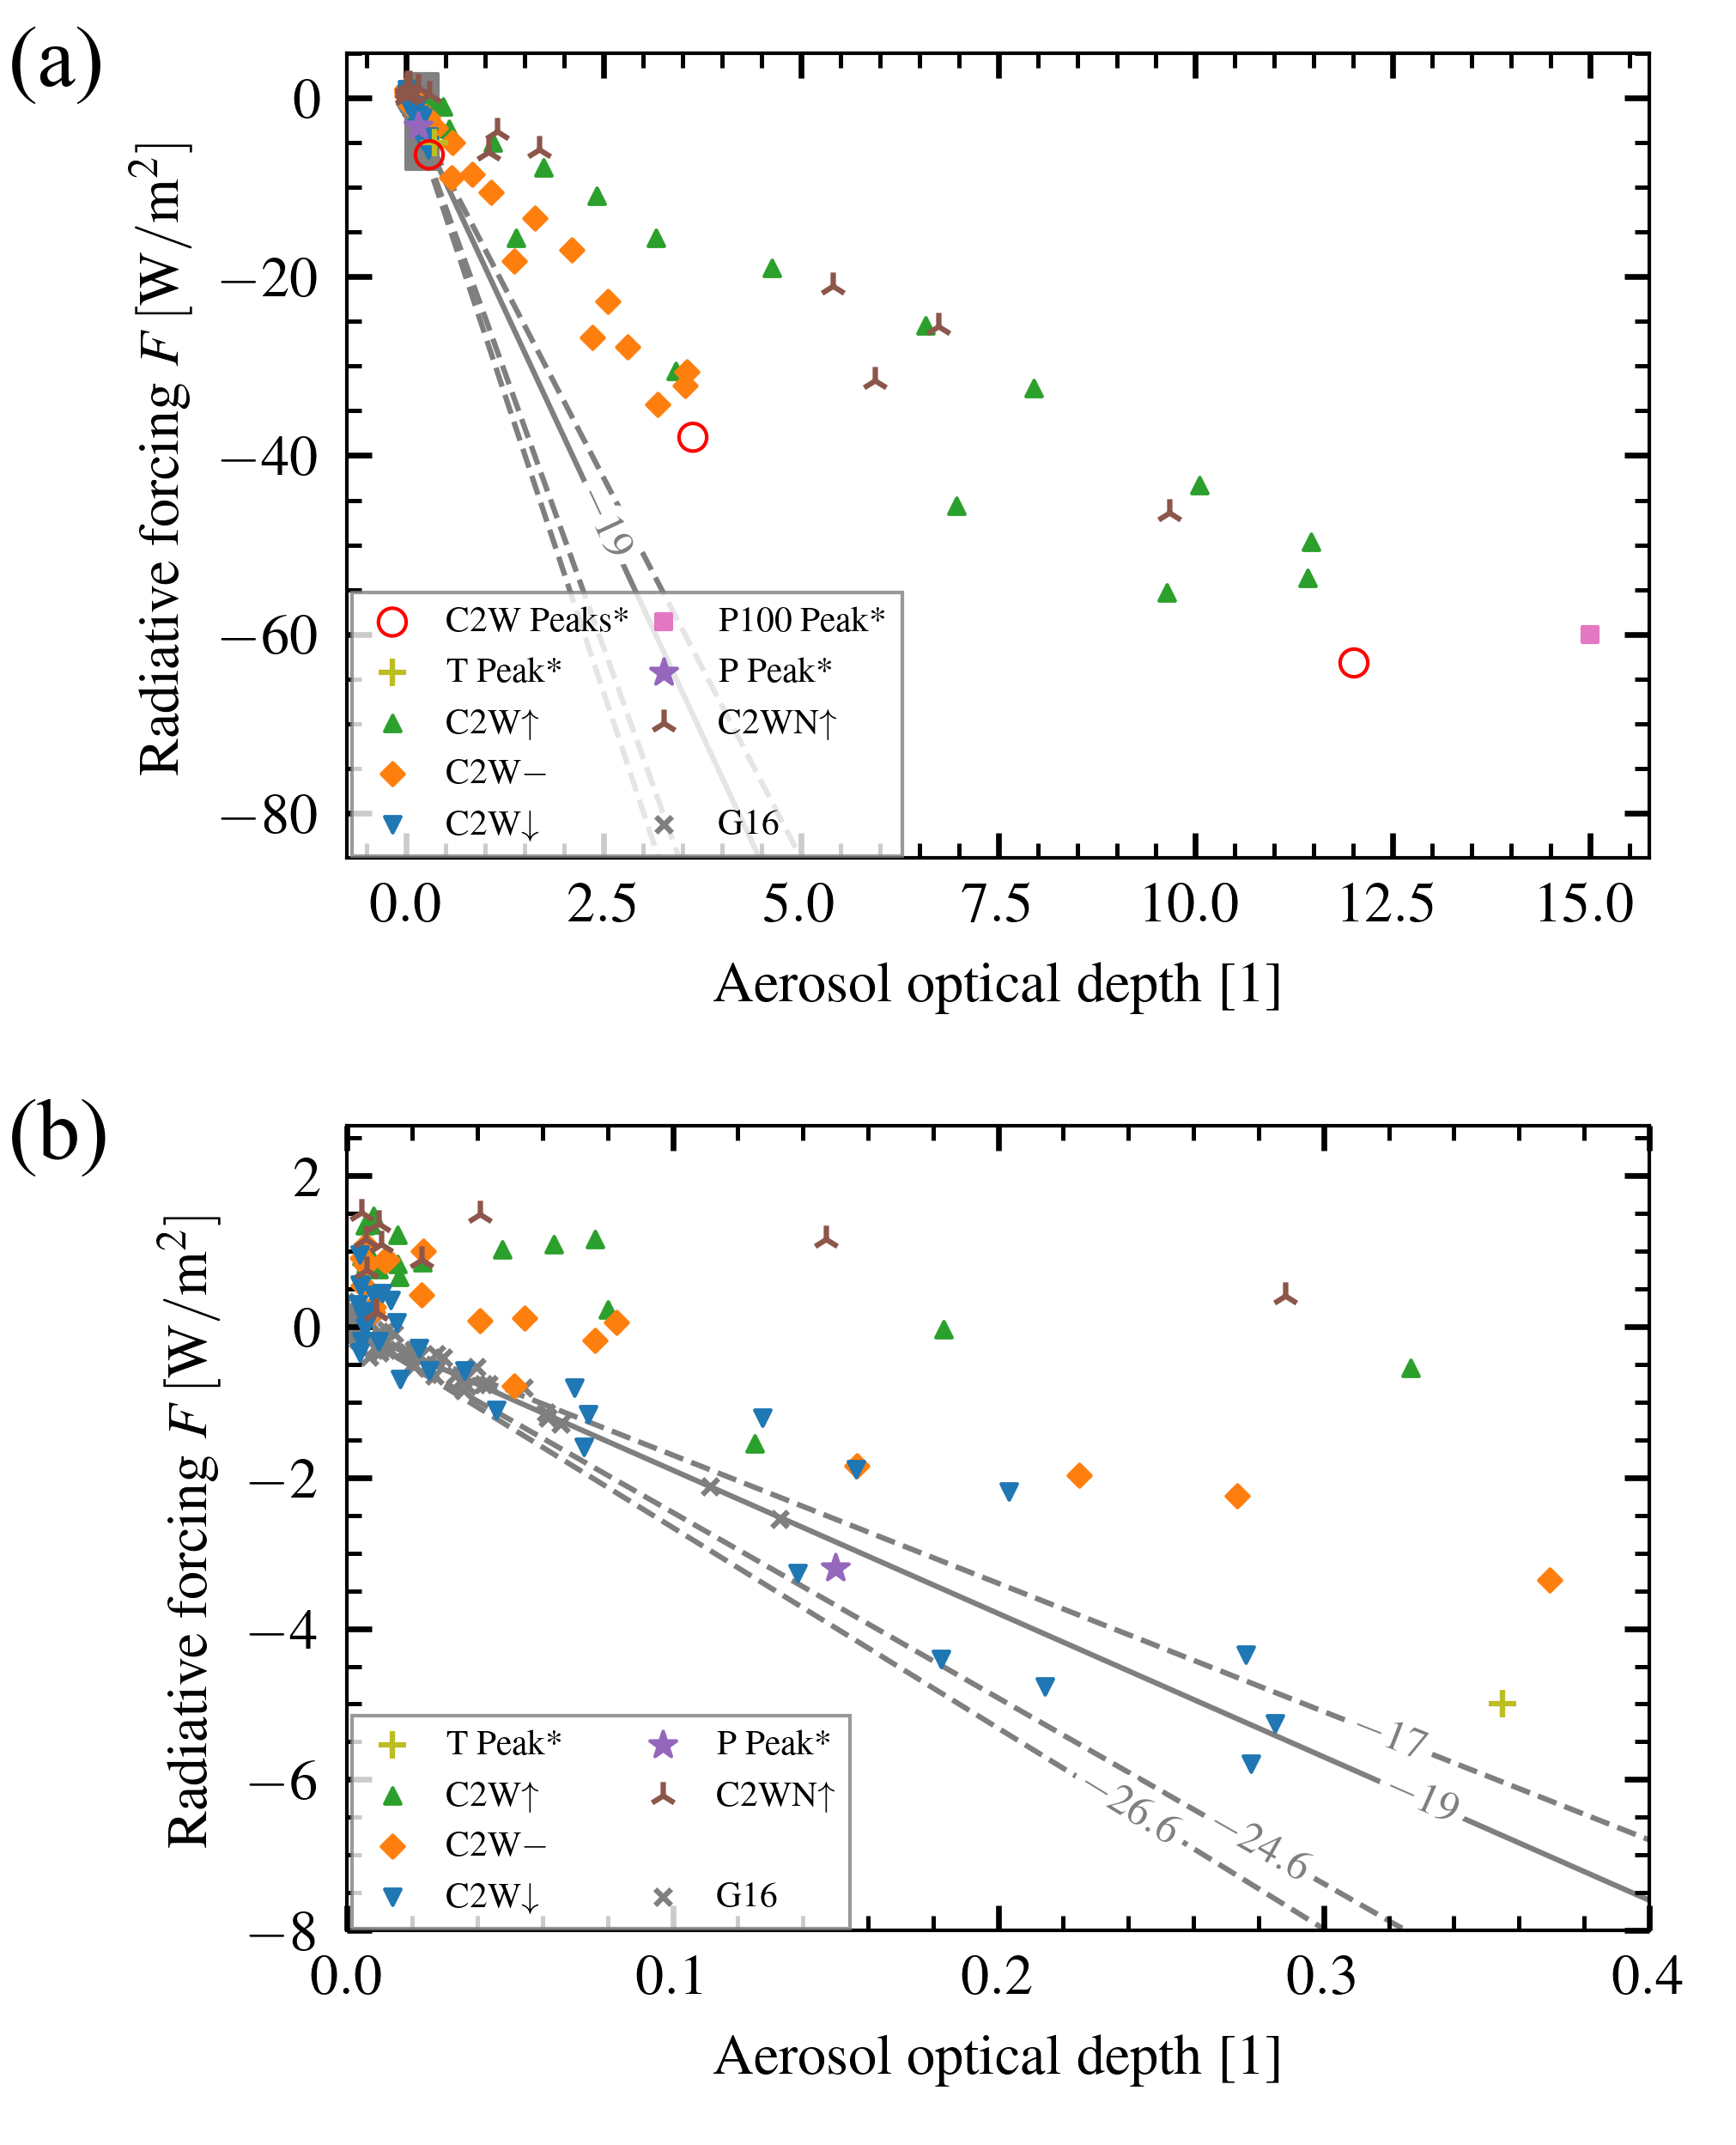 (a)
Radiative forcing F [W/m²]
0
−20
−40
−60
−80
−19
C2W Peaks*
P100 Peak*
T Peak*
P Peak*
C2W↑
C2WN↑
C2W−
C2W↓
G16
0.0
2.5
5.0
7.5
10.0
12.5
15.0
Aerosol optical depth [1]
(b)
Radiative forcing F [W/m²]
2
0
−2
−4
−6
−8
−17
−19
−26.6
−24.6
T Peak*
P Peak*
C2W↑
C2WN↑
C2W−
C2W↓
G16
0.0
0.1
0.2
0.3
0.4
Aerosol optical depth [1]